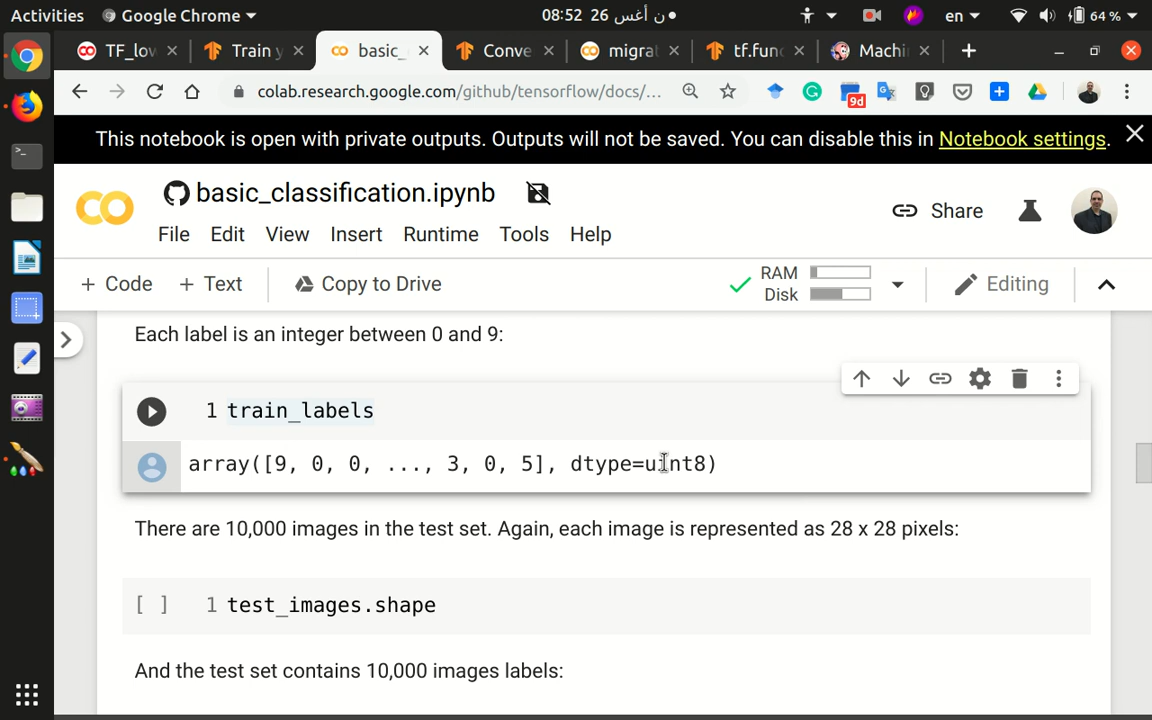 Activities Google Chrome ▾ 08:52 26 ن أغس en ▾ 64 % ▾
TF_lov × Train y × basic_ × Conve × migrat × tf.func × Machi × +
colab.research.google.com/github/tensorflow/docs/... 9d
This notebook is open with private outputs. Outputs will not be saved. You can disable this in Notebook settings.
basic_classification.ipynb
Share
File Edit View Insert Runtime Tools Help
+ Code + Text Copy to Drive RAM Disk Editing
Each label is an integer between 0 and 9:
1 train_labels
array([9, 0, 0, ..., 3, 0, 5], dtype=uint8)
There are 10,000 images in the test set. Again, each image is represented as 28 x 28 pixels:
[ ] 1 test_images.shape
And the test set contains 10,000 images labels: